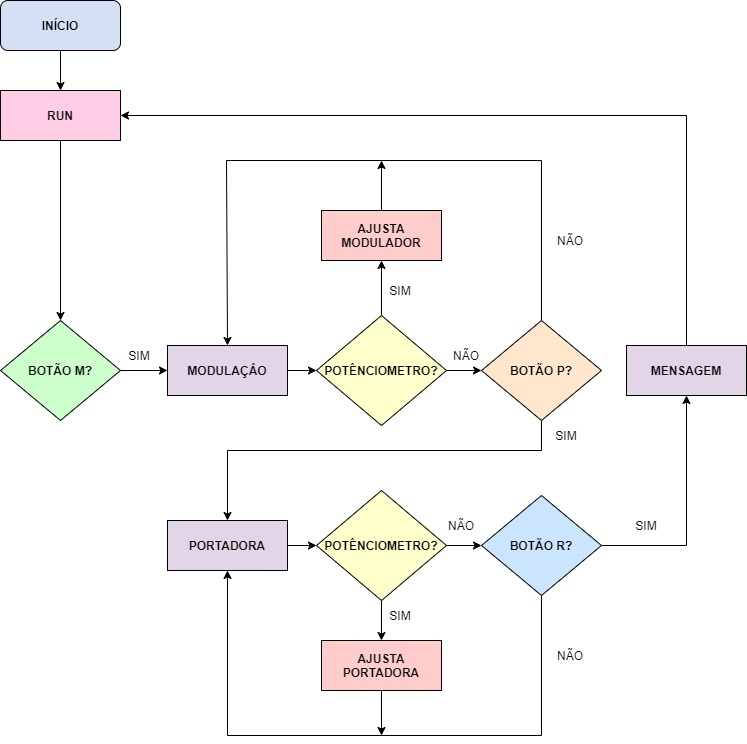 INÍCIO
RUN
AJUSTA
MODULADOR
NÃO
SIM
BOTÃO M?
SIM
MODULAÇÂO
POTÊNCIOMETRO?
NÃO
BOTÃO P?
MENSAGEM
SIM
PORTADORA
POTÊNCIOMETRO?
NÃO
BOTÃO R?
SIM
SIM
AJUSTA
PORTADORA
NÃO